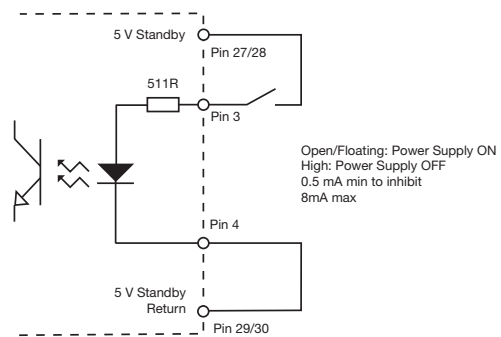 5 V Standby
Pin 27/28
511R
Pin 3
Open/Floating: Power Supply ON
High: Power Supply OFF
0.5 mA min to inhibit
8mA max
Pin 4
5 V Standby
Return
Pin 29/30